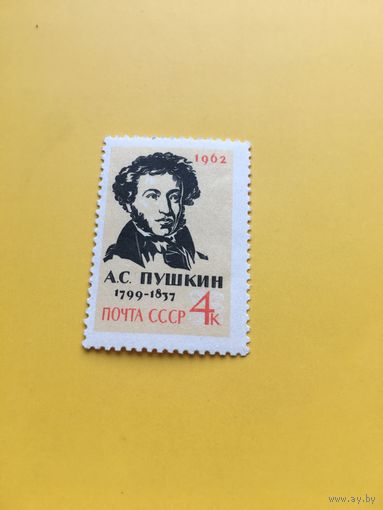 1962
А.С. ПУШКИН
1799-1837
ПОЧТА СССР 4К
www.ay.by